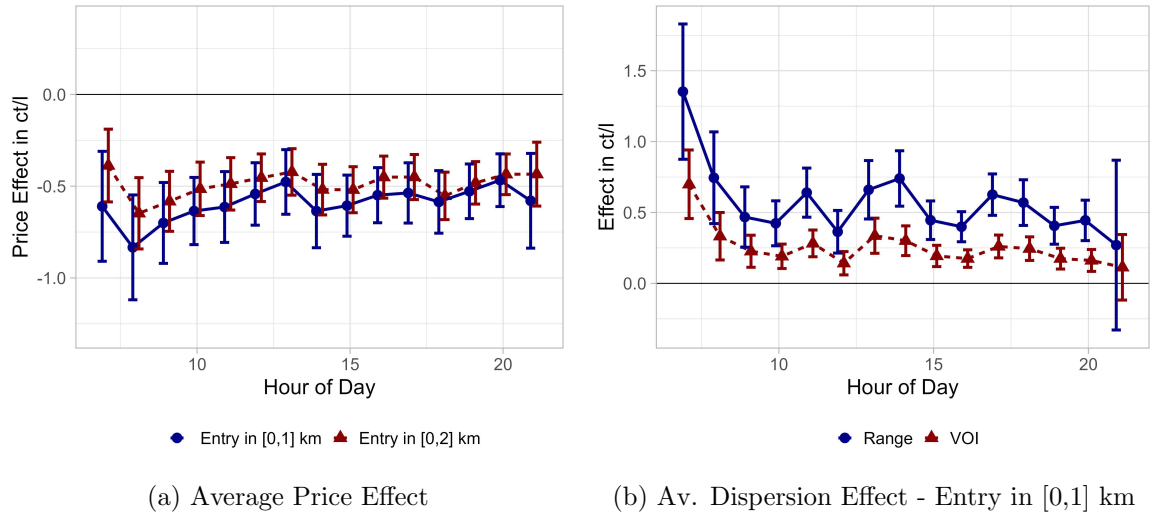 Price Effect in ct/l
0.0
-0.5
-1.0
10
15
20
Hour of Day
Entry in [0,1] km
Entry in [0,2] km
(a) Average Price Effect
Effect in ct/l
1.5
1.0
0.5
0.0
10
15
20
Hour of Day
Range
VOI
(b) Av. Dispersion Effect - Entry in [0,1] km